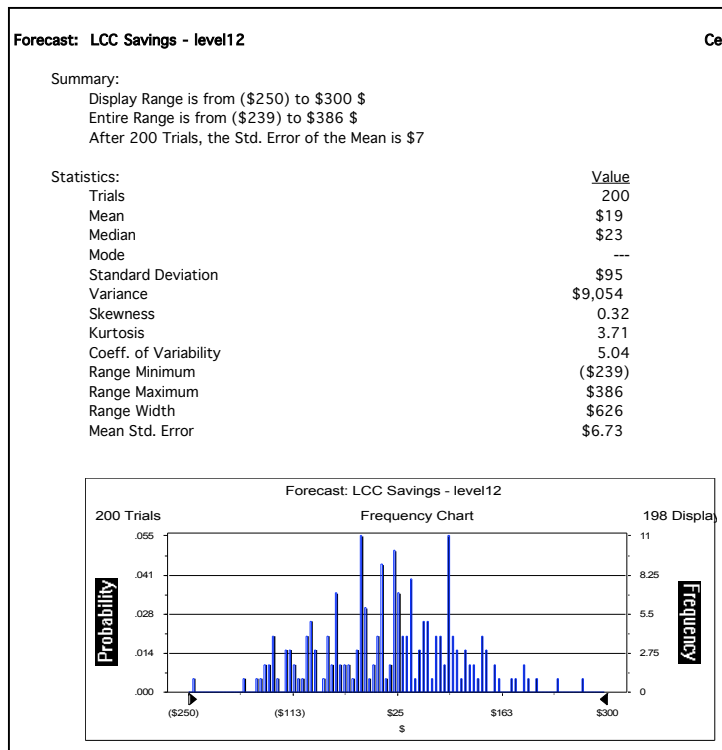 Forecast: LCC Savings - level12 Ce
Summary:
Display Range is from ($250) to $300 $
Entire Range is from ($239) to $386 $
After 200 Trials, the Std. Error of the Mean is $7
Statistics: Value
Trials 200
Mean $19
Median $23
Mode ---
Standard Deviation $95
Variance $9,054
Skewness 0.32
Kurtosis 3.71
Coeff. of Variability 5.04
Range Minimum ($239)
Range Maximum $386
Range Width $626
Mean Std. Error $6.73
Forecast: LCC Savings - level12
200 Trials Frequency Chart 198 Display
.055 11
.041 8.25
.028 5.5
.014 2.75
.000 0
Probability
Frequency
($250) ($113) $25 $163 $300
$